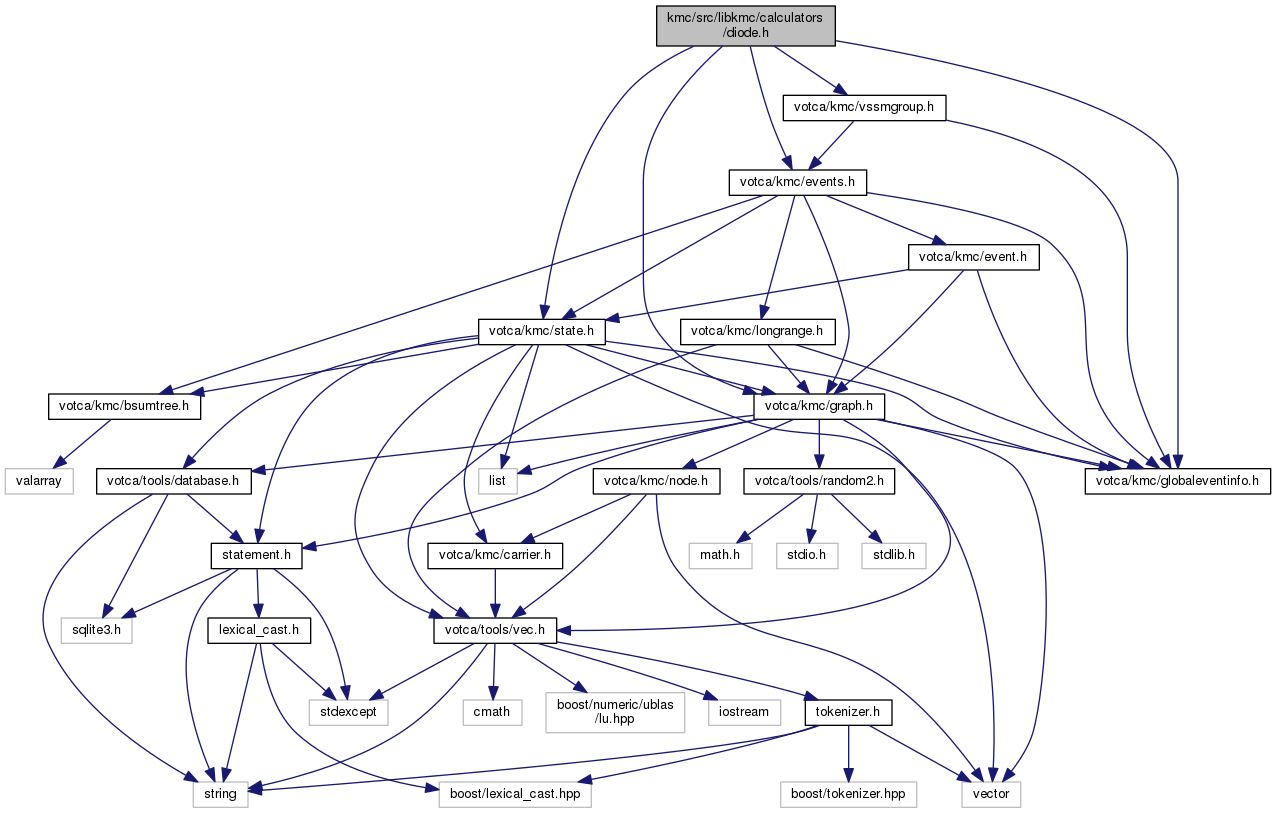 kmc/src/libkmc/calculators
/diode.h
votca/kmc/vssmgroup.h
votca/kmc/events.h
votca/kmc/event.h
votca/kmc/state.h
votca/kmc/longrange.h
votca/kmc/bsumtree.h
votca/kmc/graph.h
valarray
votca/tools/database.h
list
votca/kmc/node.h
votca/tools/random2.h
votca/kmc/globaleventinfo.h
statement.h
votca/kmc/carrier.h
math.h
stdio.h
stdlib.h
sqlite3.h
lexical_cast.h
votca/tools/vec.h
stdexcept
cmath
boost/numeric/ublas
/lu.hpp
iostream
tokenizer.h
string
boost/lexical_cast.hpp
boost/tokenizer.hpp
vector